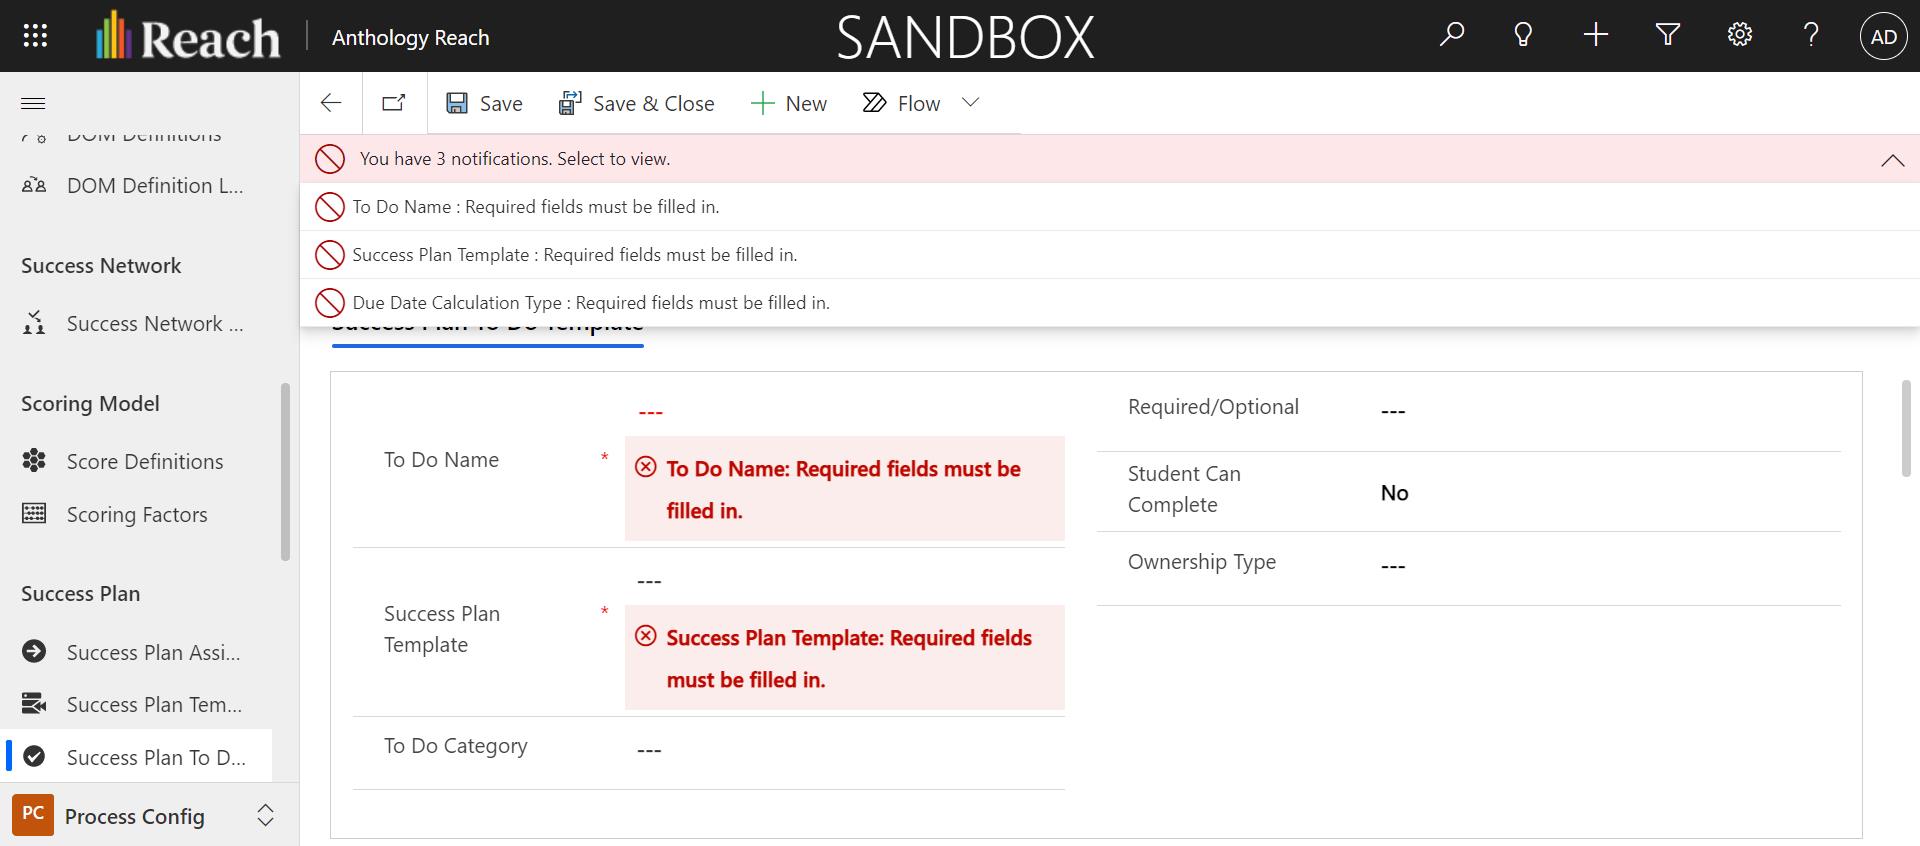 Reach
Anthology Reach
SANDBOX
AD
Save
Save & Close
New
Flow
DOM Definitions
DOM Definition L...
Success Network
Success Network ...
Scoring Model
Score Definitions
Scoring Factors
Success Plan
Success Plan Assi...
Success Plan Tem...
Success Plan To D...
PC
Process Config
You have 3 notifications. Select to view.
To Do Name : Required fields must be filled in.
Success Plan Template : Required fields must be filled in.
Due Date Calculation Type : Required fields must be filled in.
Success Plan To Do Template
---
To Do Name
*
To Do Name: Required fields must be
filled in.
---
Success Plan
Template
*
Success Plan Template: Required fields
must be filled in.
To Do Category
---
Required/Optional
---
Student Can
Complete
No
Ownership Type
---